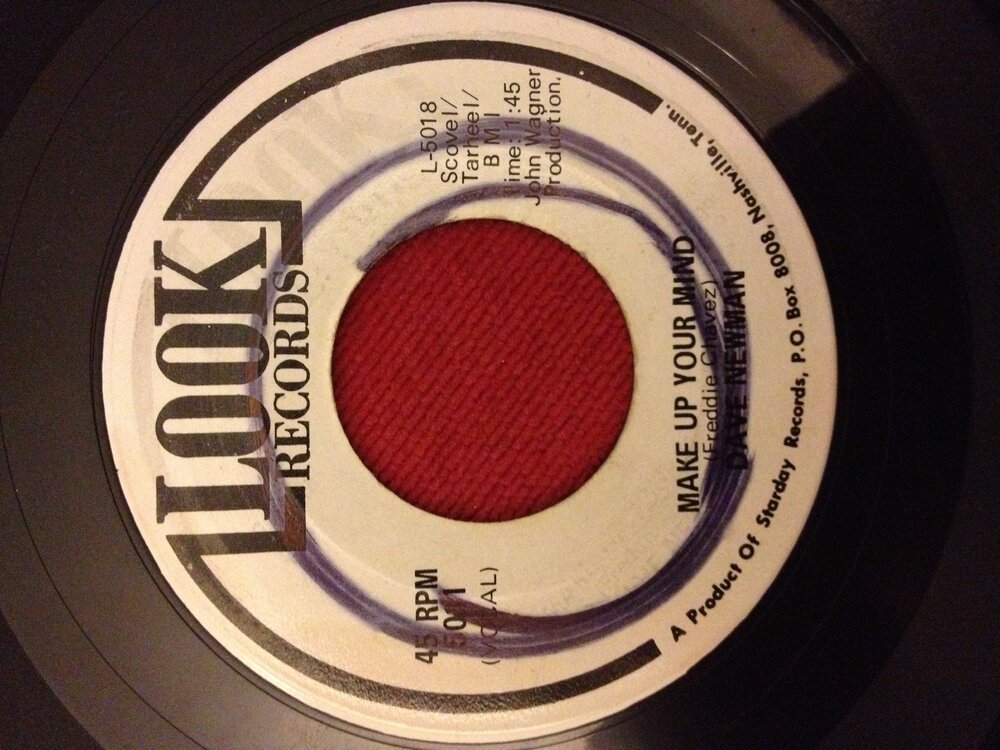 LOOK
RECORDS
45 RPM
(VOCAL)
L-5018
Scovel/
Tarheel/
B M I
Time: 1:45
John Wagner
Production.
MAKE UP YOUR MIND
(Freddie Chavez)
DAVE NEWMAN
A Product Of Starday Records, P.O. Box 8008, Nashville, Tenn.